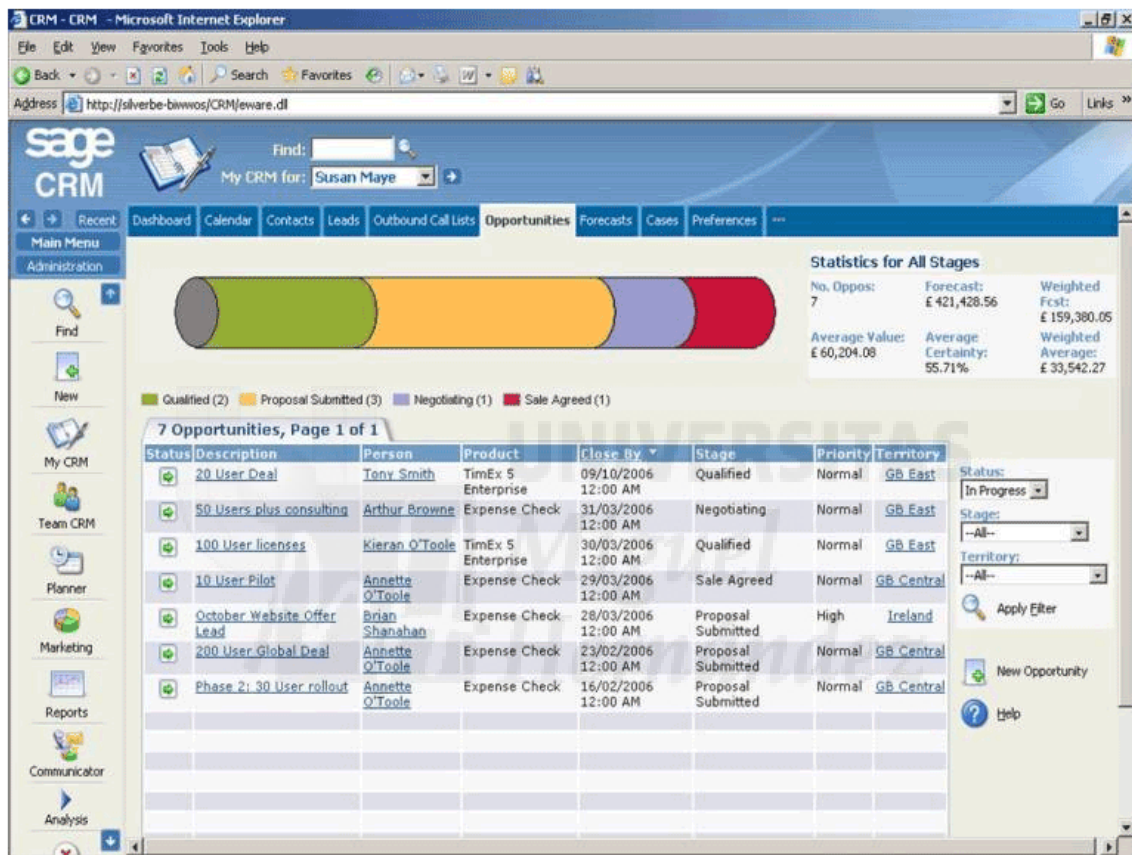 CRM - CRM - Microsoft Internet Explorer
File Edit View Favorites Tools Help
Back Search Favorites
Address http://silverbe-biwwos/CRM/eware.dll Go Links »
sage
CRM
Find:
My CRM for: Susan Maye
Recent
Main Menu
Administration
Find
New
My CRM
Team CRM
Planner
Marketing
Reports
Communicator
Analysis
Dashboard Calendar Contacts Leads Outbound Call Lists Opportunities Forecasts Cases Preferences
Statistics for All Stages
No. Oppos: Forecast: Weighted
7 £ 421,428.56 Fcst:
£ 159,380.05
Average Value: Average Weighted
£ 60,204.08 Certainty: Average:
55.71% £ 33,542.27
Qualified (2) Proposal Submitted (3) Negotiating (1) Sale Agreed (1)
7 Opportunities, Page 1 of 1
Status Description Person Product Close By Stage Priority Territory
20 User Deal Tony Smith TimEx 5 09/10/2006 Qualified Normal GB East
Enterprise 12:00 AM
50 Users plus consulting Arthur Browne Expense Check 31/03/2006 Negotiating Normal GB East
12:00 AM
100 User licenses Kieran O'Toole TimEx 5 30/03/2006 Qualified Normal GB East
Enterprise 12:00 AM
10 User Pilot Annette Expense Check 29/03/2006 Sale Agreed Normal GB Central
O'Toole 12:00 AM
October Website Offer Brian Expense Check 28/03/2006 Proposal High Ireland
Lead Shanahan 12:00 AM Submitted
200 User Global Deal Annette Expense Check 23/02/2006 Proposal Normal GB Central
O'Toole 12:00 AM Submitted
Phase 2: 30 User rollout Annette Expense Check 16/02/2006 Proposal Normal GB Central
O'Toole 12:00 AM Submitted
Status:
In Progress
Stage:
--All--
Territory:
--All--
Apply Filter
New Opportunity
Help
UNIVERSITAS
Miguel
Hernández